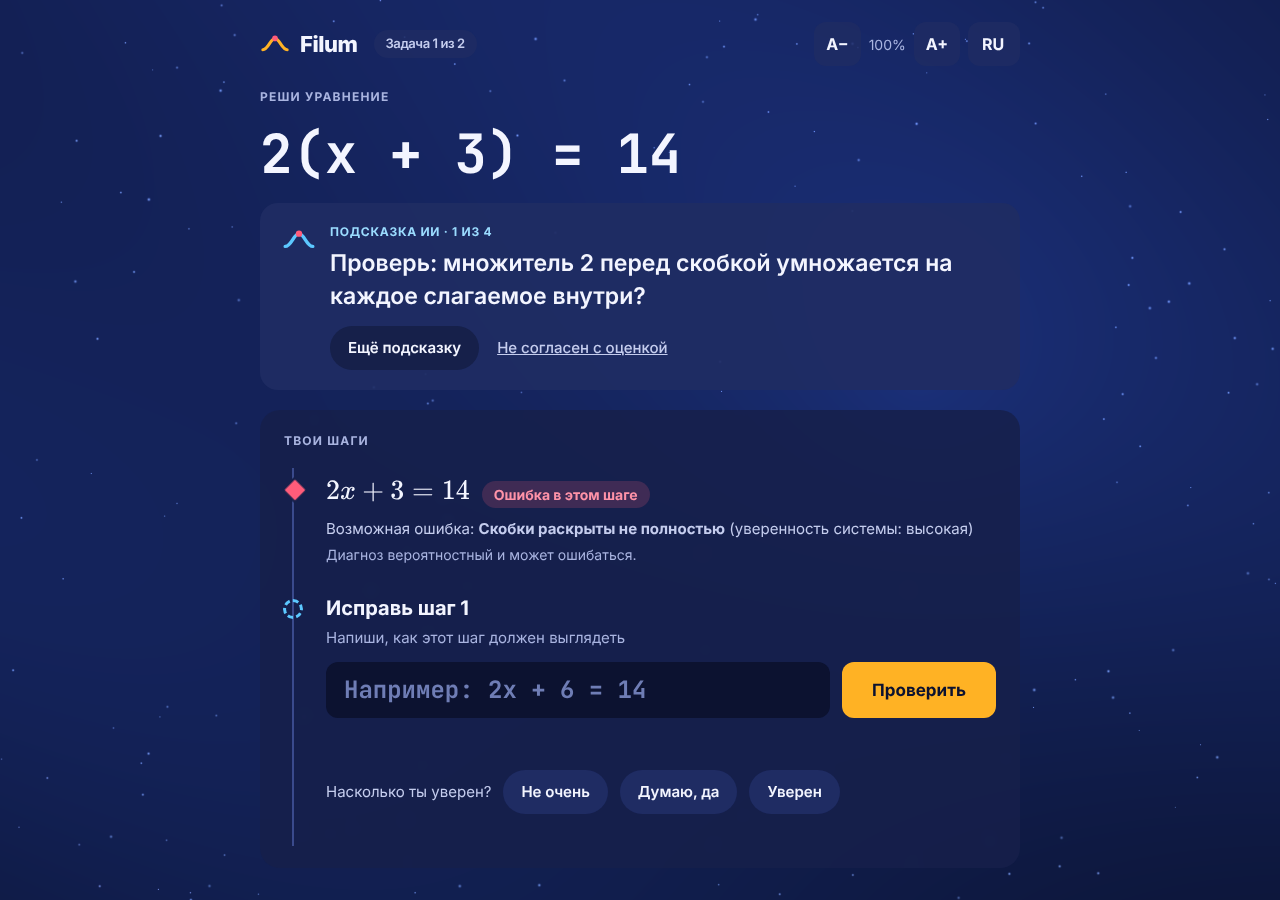 Filum
Задача 1 из 2
A− 100% A+ RU
РЕШИ УРАВНЕНИЕ
2(x + 3) = 14
ПОДСКАЗКА ИИ · 1 ИЗ 4
Проверь: множитель 2 перед скобкой умножается на
каждое слагаемое внутри?
Ещё подсказку
Не согласен с оценкой
ТВОИ ШАГИ
2x + 3 = 14 Ошибка в этом шаге
Возможная ошибка: Скобки раскрыты не полностью (уверенность системы: высокая)
Диагноз вероятностный и может ошибаться.
Исправь шаг 1
Напиши, как этот шаг должен выглядеть
Например: 2x + 6 = 14
Проверить
Насколько ты уверен? Не очень Думаю, да Уверен